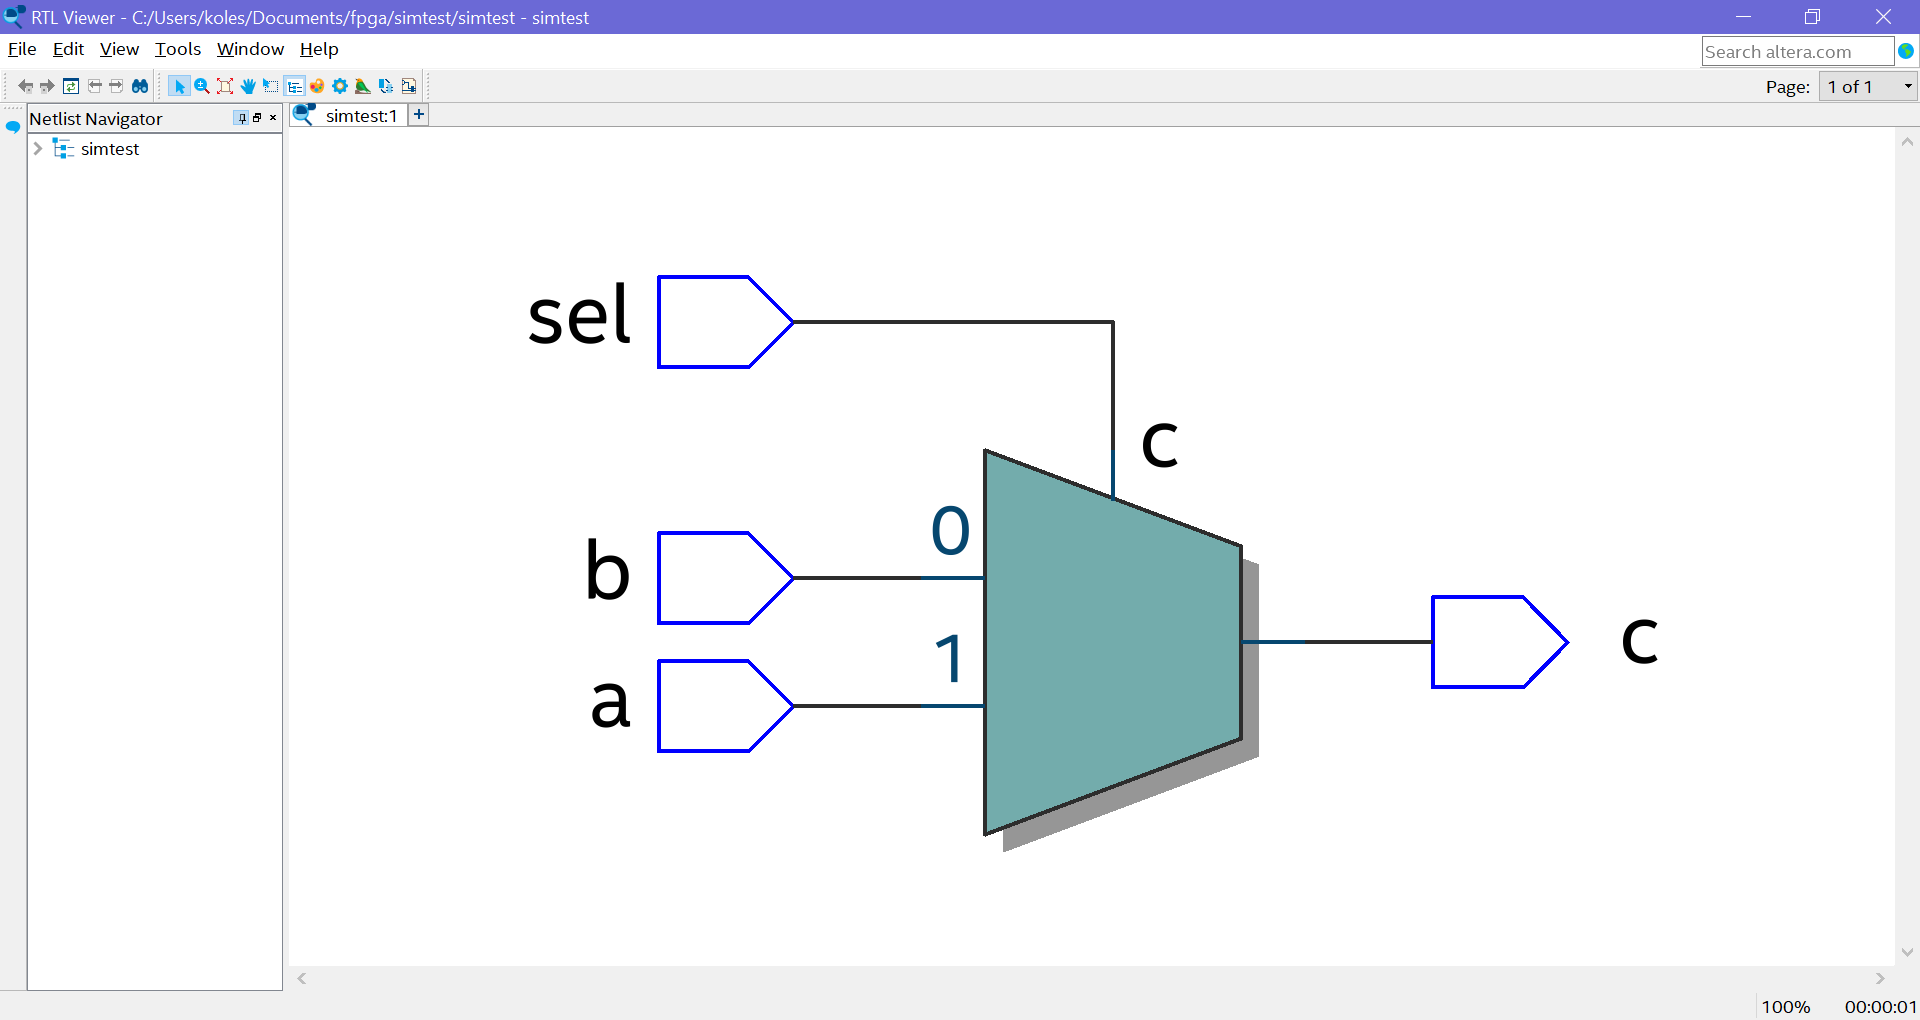 RTL Viewer - C:/Users/koles/Documents/fpga/simtest/simtest - simtest
File Edit View Tools Window Help
Search altera.com
Page: 1 of 1
Netlist Navigator
simtest:1 +
simtest
sel
c
0
b
1
a
c
100% 00:00:01